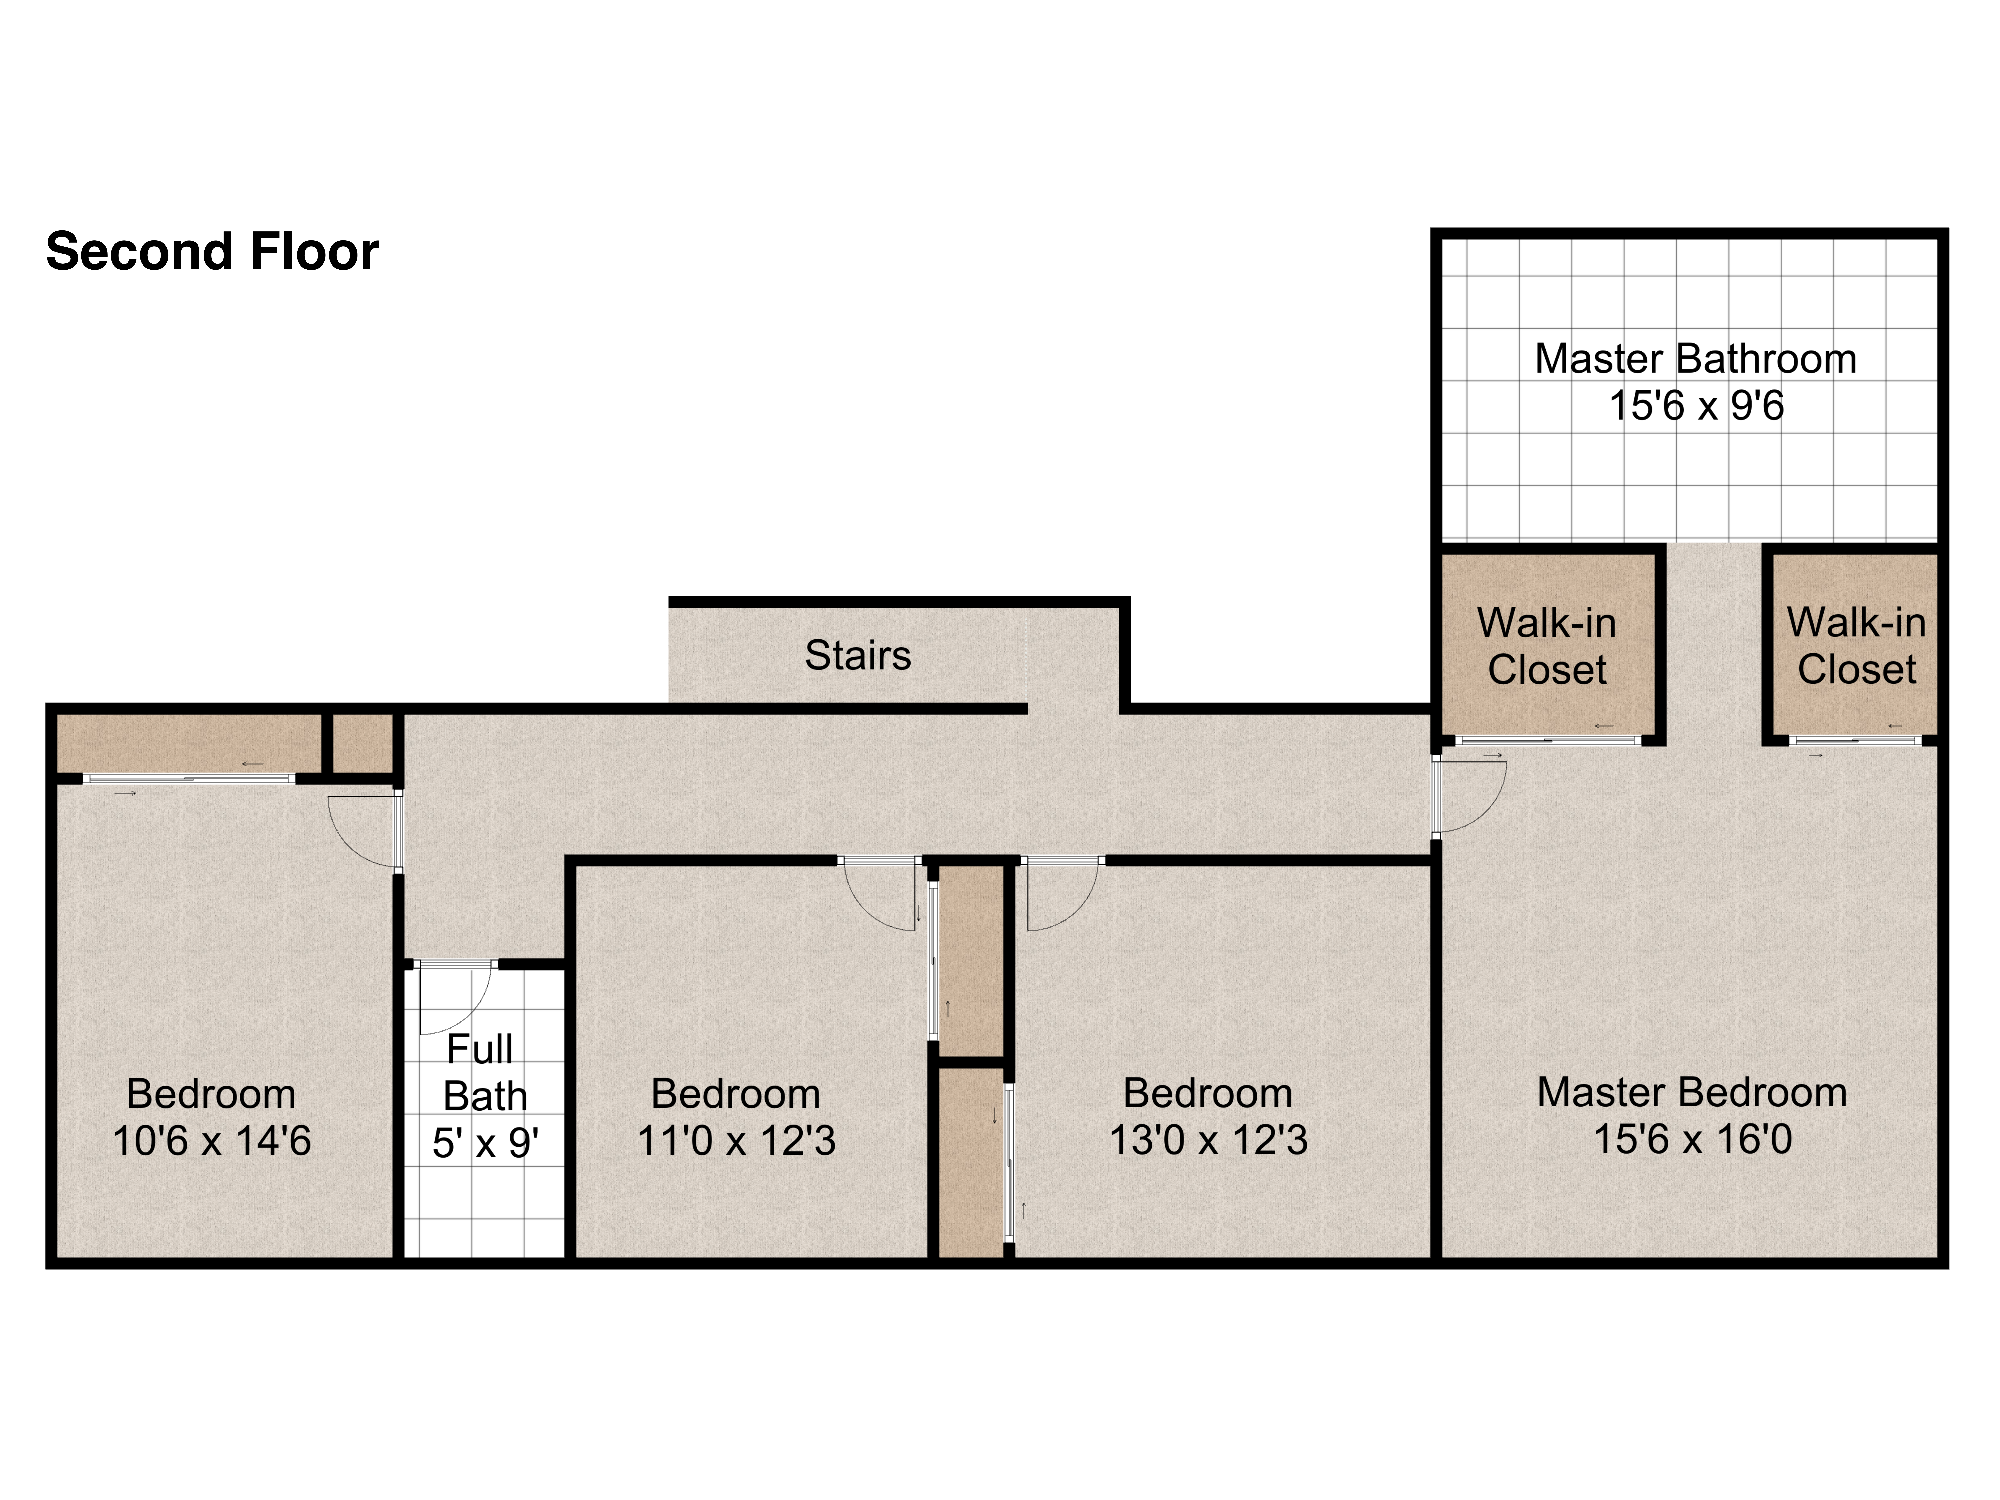 Second Floor
Master Bathroom
15'6 x 9'6
Walk-in
Closet
Walk-in
Closet
Stairs
Full
Bath
5' x 9'
Bedroom
10'6 x 14'6
Bedroom
11'0 x 12'3
Bedroom
13'0 x 12'3
Master Bedroom
15'6 x 16'0